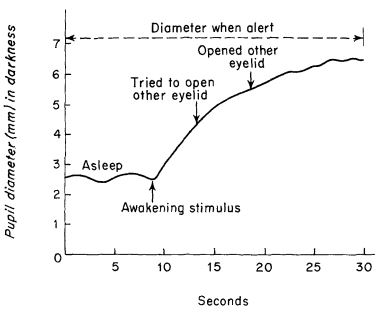 Diameter when alert
Opened other
eyelid
Tried to open
other eyelid
Asleep
Awakening stimulus
Pupil diameter (mm) in darkness
7
6
5
4
3
2
1
0
5
10
15
20
25
30
Seconds